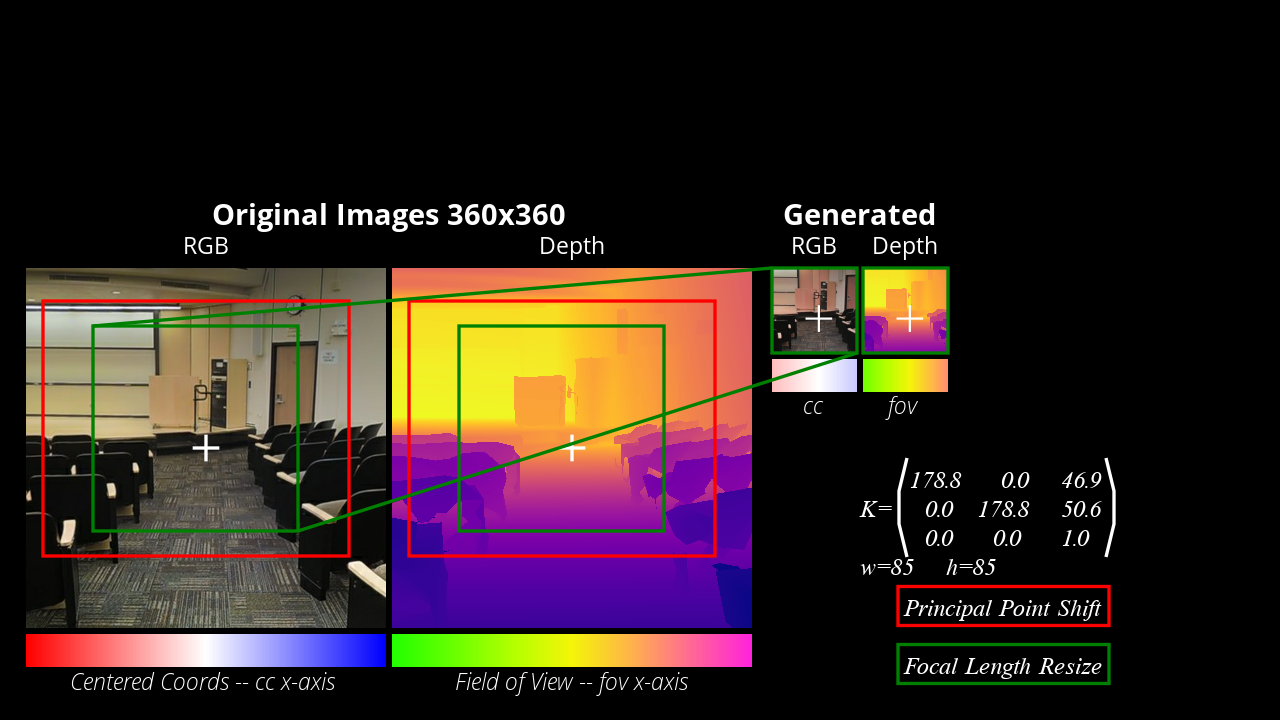 Original Images 360x360
Generated
RGB
Depth
RGB
Depth
cc
fov
178.8 0.0 46.9
K= 0.0 178.8 50.6
0.0 0.0 1.0
w=85 h=85
Principal Point Shift
Focal Length Resize
Centered Coords -- cc x-axis
Field of View -- fov x-axis